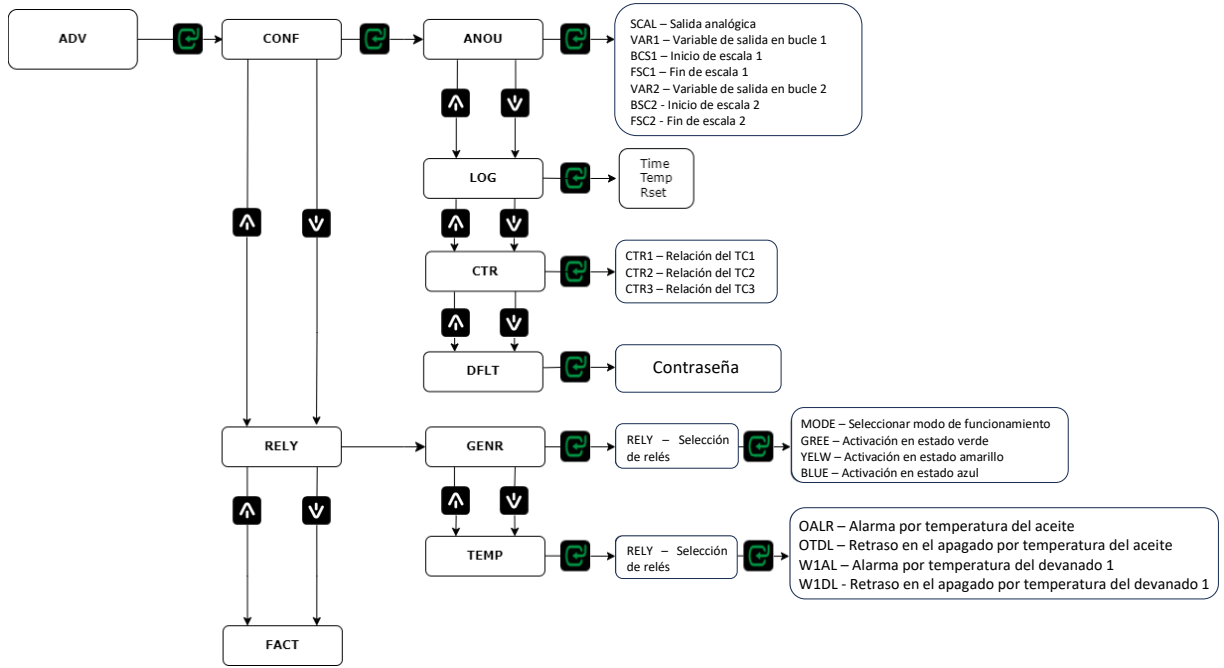 ADV
CONF
ANOU
SCAL – Salida analógica
VAR1 – Variable de salida en bucle 1
BCS1 – Inicio de escala 1
FSC1 – Fin de escala 1
VAR2 – Variable de salida en bucle 2
BSC2 - Inicio de escala 2
FSC2 - Fin de escala 2
LOG
Time
Temp
Rset
CTR
CTR1 – Relación del TC1
CTR2 – Relación del TC2
CTR3 – Relación del TC3
DFLT
Contraseña
RELY
GENR
RELY – Selección
de relés
MODE – Seleccionar modo de funcionamiento
GREE – Activación en estado verde
YELW – Activación en estado amarillo
BLUE – Activación en estado azul
TEMP
RELY – Selección
de relés
OALR – Alarma por temperatura del aceite
OTDL – Retraso en el apagado por temperatura del aceite
W1AL – Alarma por temperatura del devanado 1
W1DL - Retraso en el apagado por temperatura del devanado 1
FACT